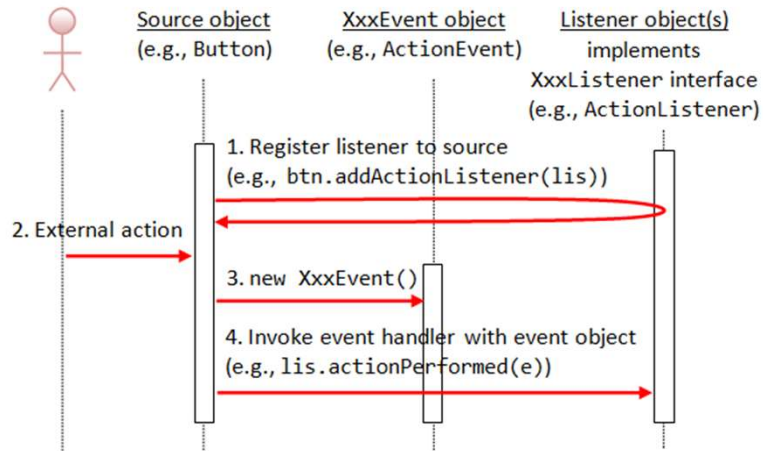 Source object
(e.g., Button)
XxxEvent object
(e.g., ActionEvent)
Listener object(s)
implements
XxxListener interface
(e.g., ActionListener)
1. Register listener to source
(e.g., btn.addActionListener(lis))
2. External action
3. new XxxEvent()
4. Invoke event handler with event object
(e.g., lis.actionPerformed(e))